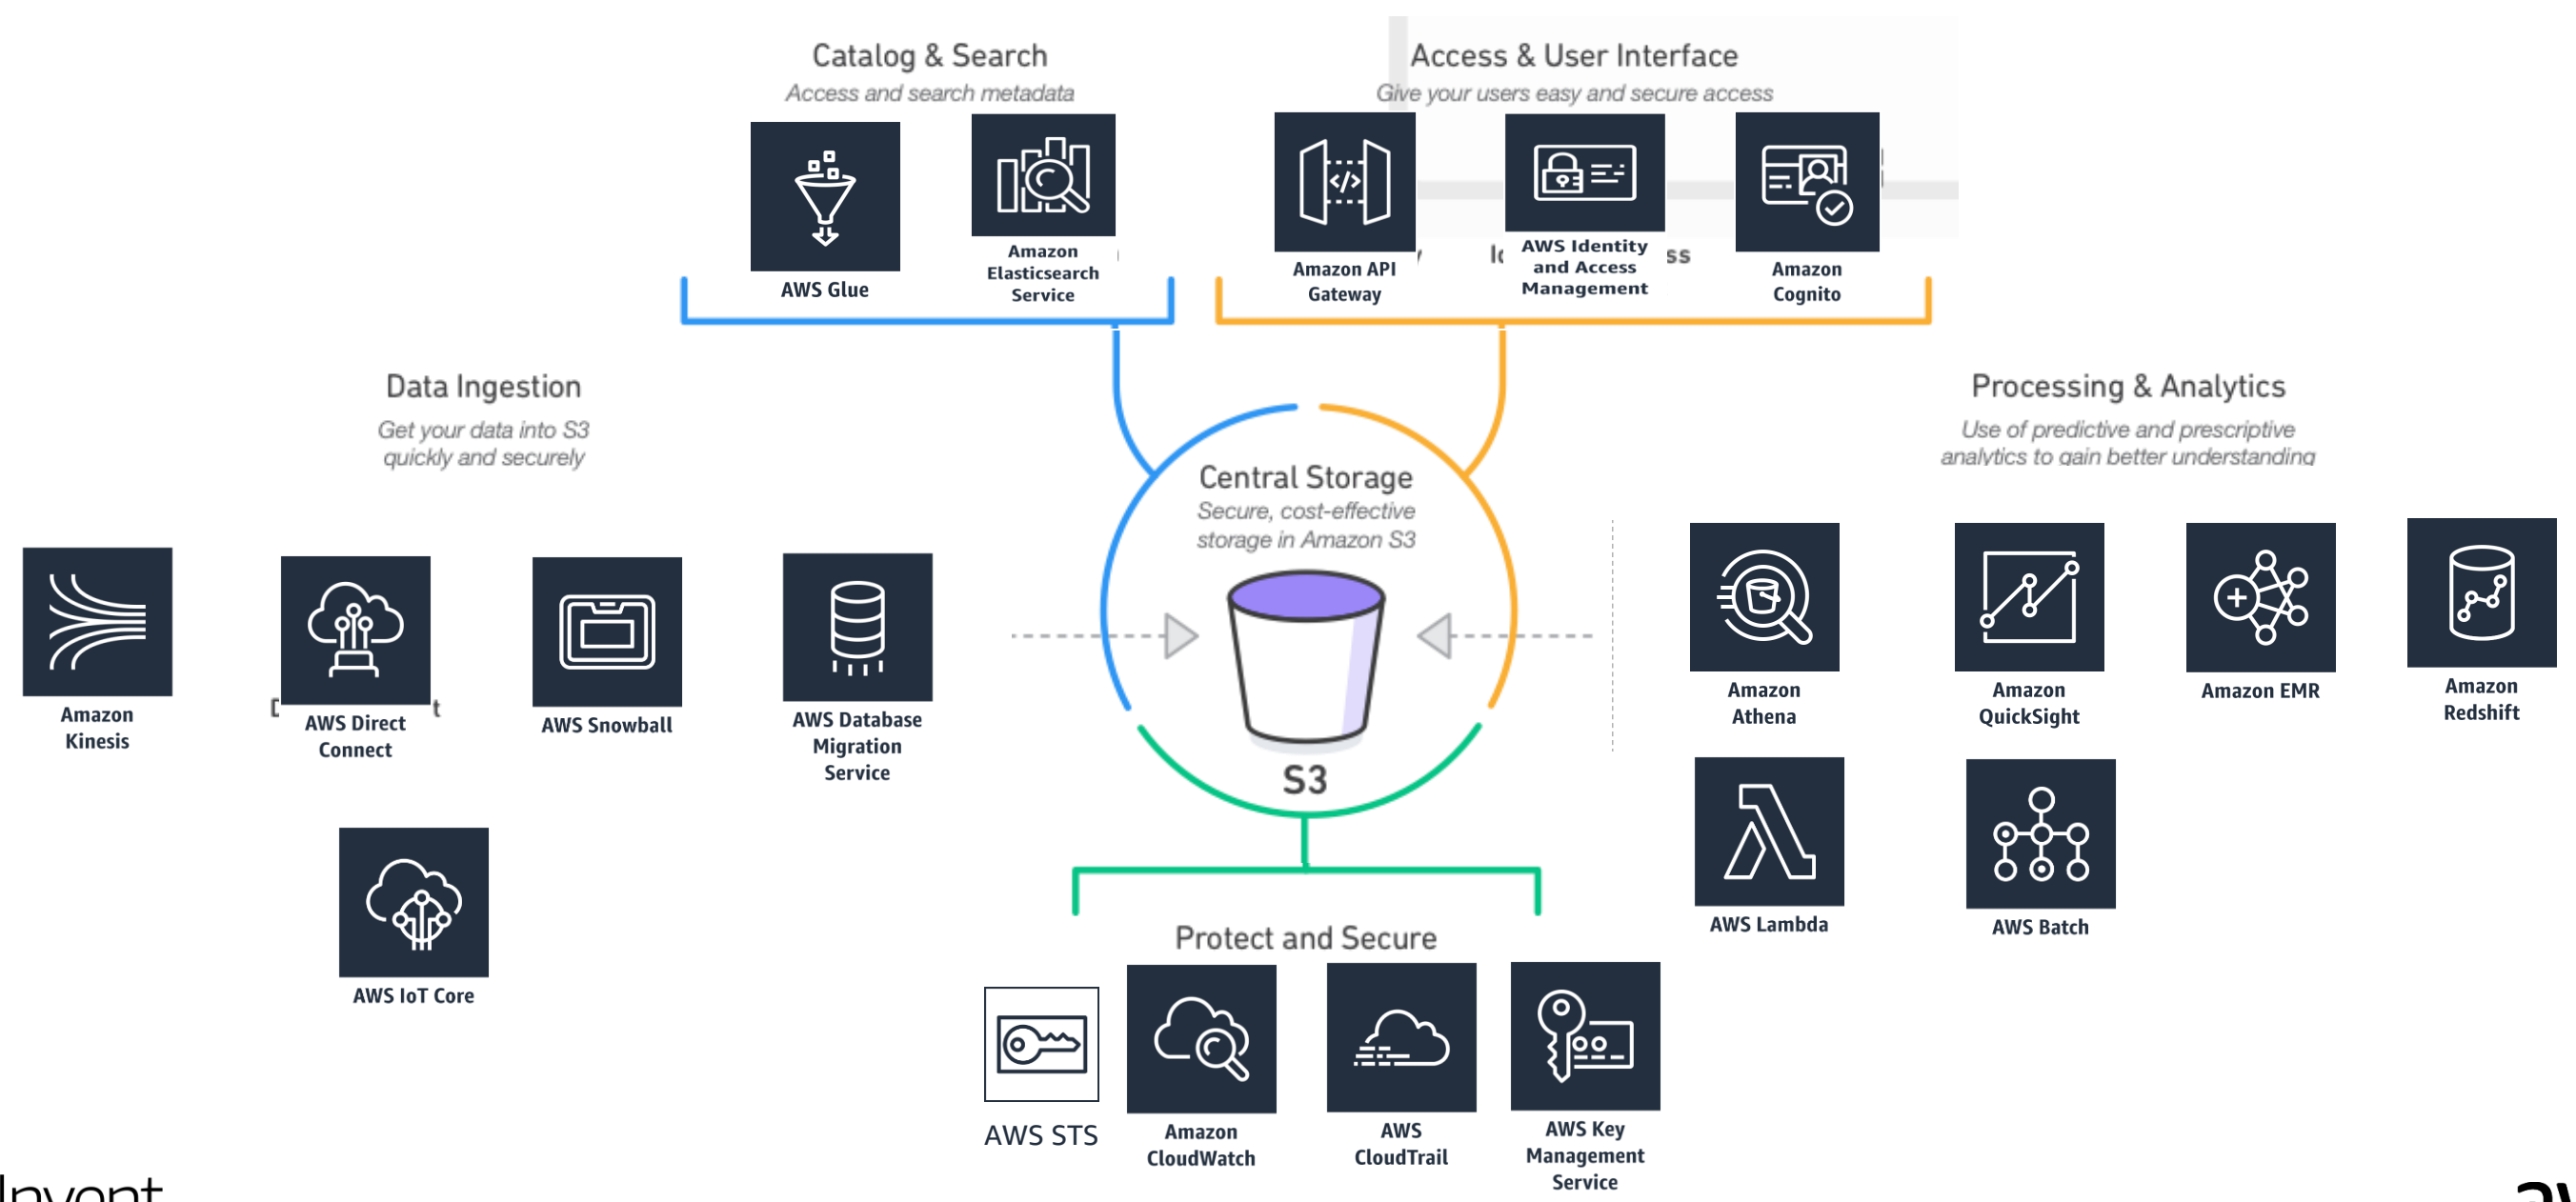 Catalog & Search
Access and search metadata
AWS Glue
Amazon
Elasticsearch
Service
Access & User Interface
Give your users easy and secure access
Amazon API
Gateway
AWS Identity
and Access
Management
ss
Amazon
Cognito
Data Ingestion
Get your data into S3
quickly and securely
Amazon
Kinesis
AWS Direct
Connect
t
AWS Snowball
AWS Database
Migration
Service
AWS IoT Core
Central Storage
Secure, cost-effective
storage in Amazon S3
S3
Processing & Analytics
Use of predictive and prescriptive
analytics to gain better understanding
Amazon
Athena
Amazon
QuickSight
Amazon EMR
Amazon
Redshift
AWS Lambda
AWS Batch
Protect and Secure
AWS STS
Amazon
CloudWatch
AWS
CloudTrail
AWS Key
Management
Service